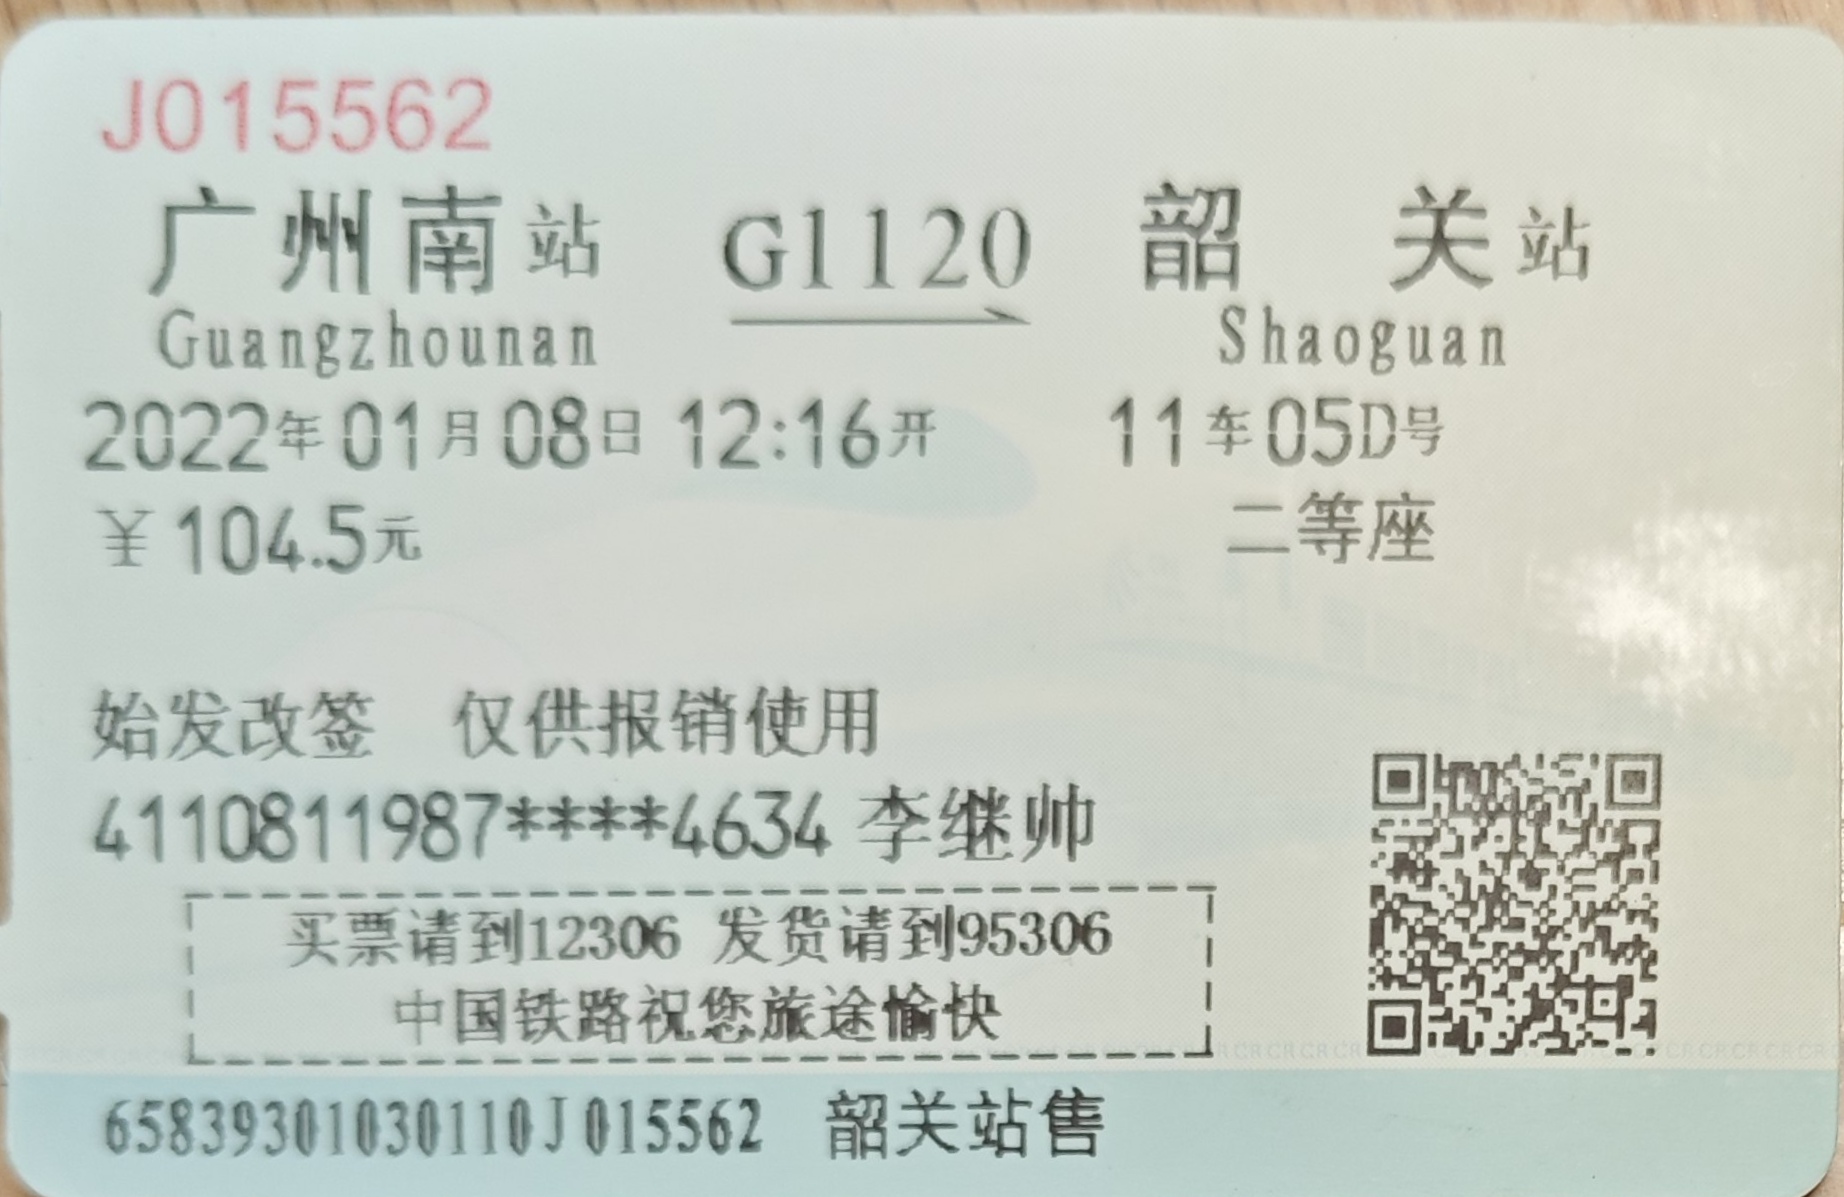 J015562
广州南站 G1120 韶关站
Guangzhounan Shaoguan
2022年01月08日 12:16开 11车05D号
￥104.5元 二等座
始发改签 仅供报销使用
4110811987****4634 李继帅
买票请到12306 发货请到95306
中国铁路祝您旅途愉快
65839301030110J015562 韶关站售